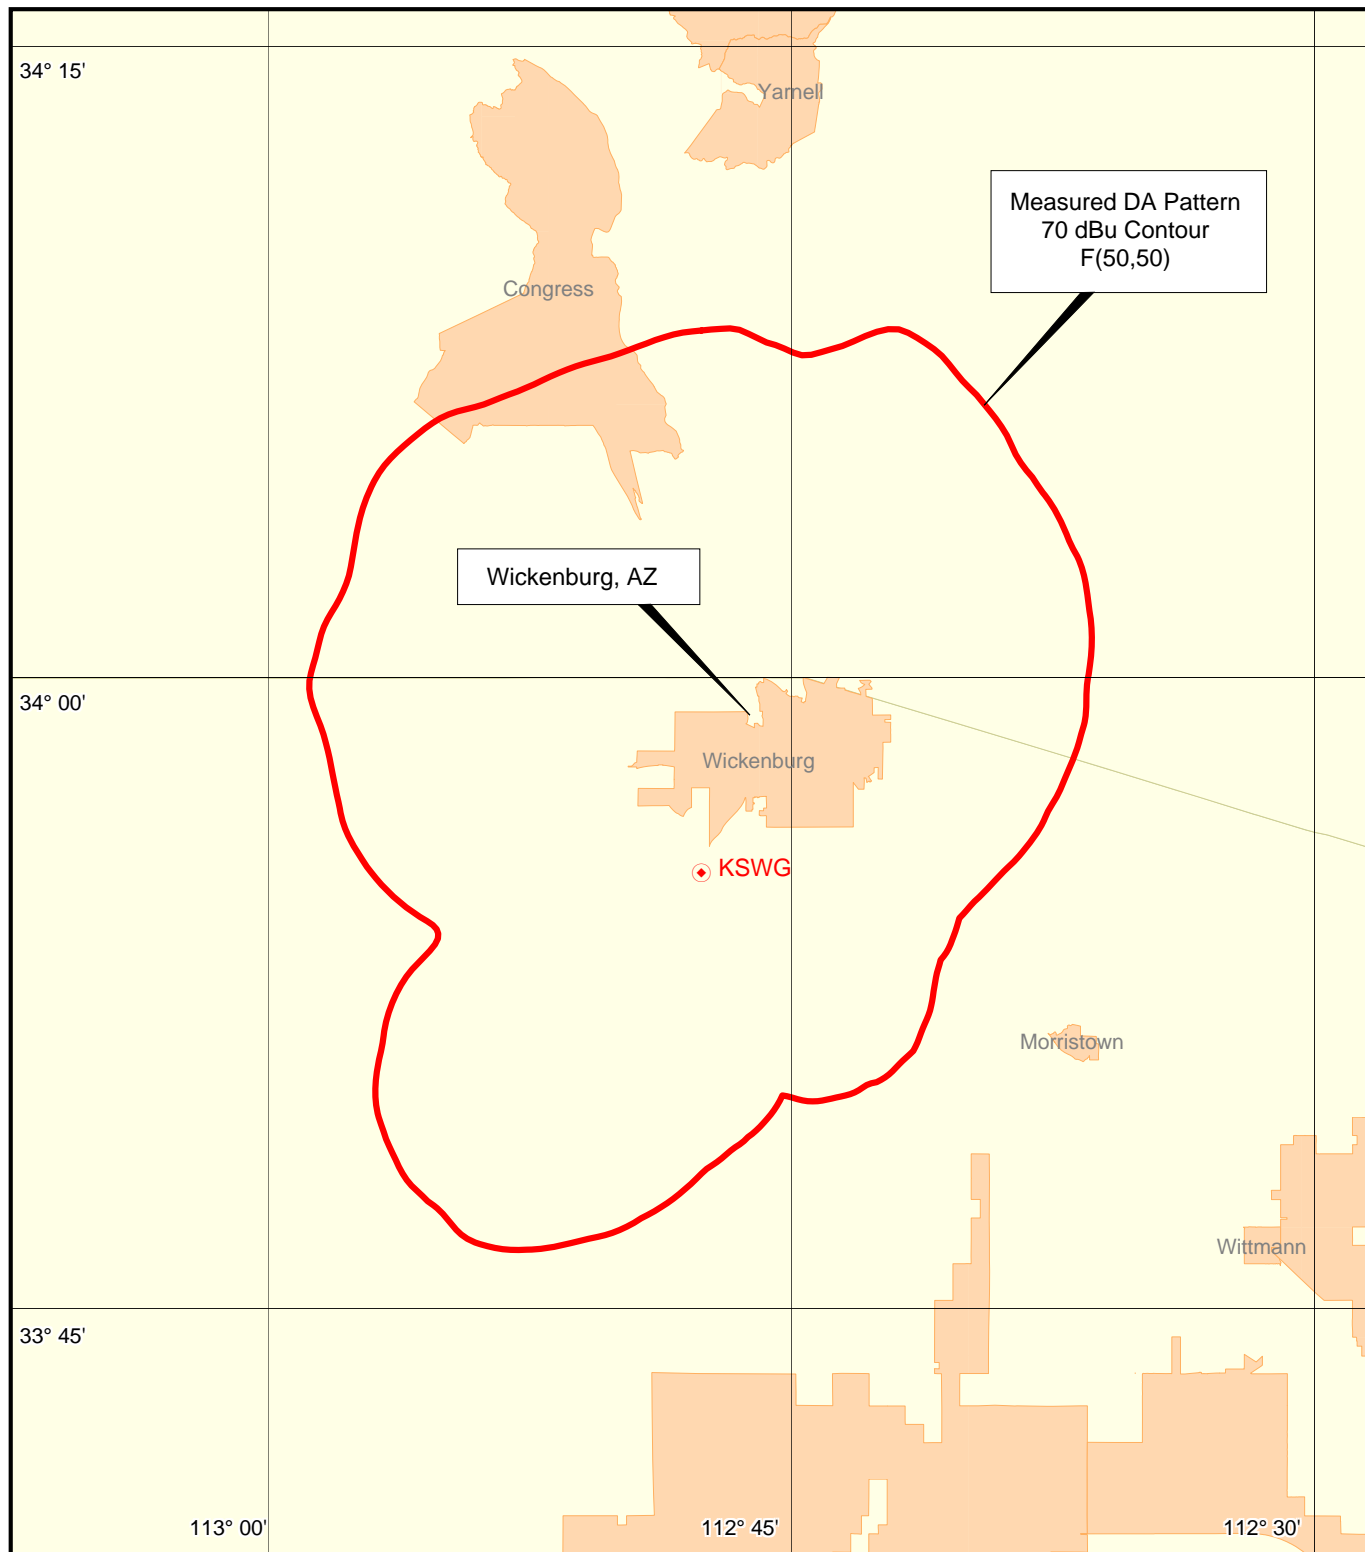 34° 15'
Yarnell
Measured DA Pattern
70 dBu Contour
F(50,50)
Congress
Wickenburg, AZ
34° 00'
Wickenburg
KSWG
Morristown
Wittmann
33° 45'
113° 00'
112° 45'
112° 30'